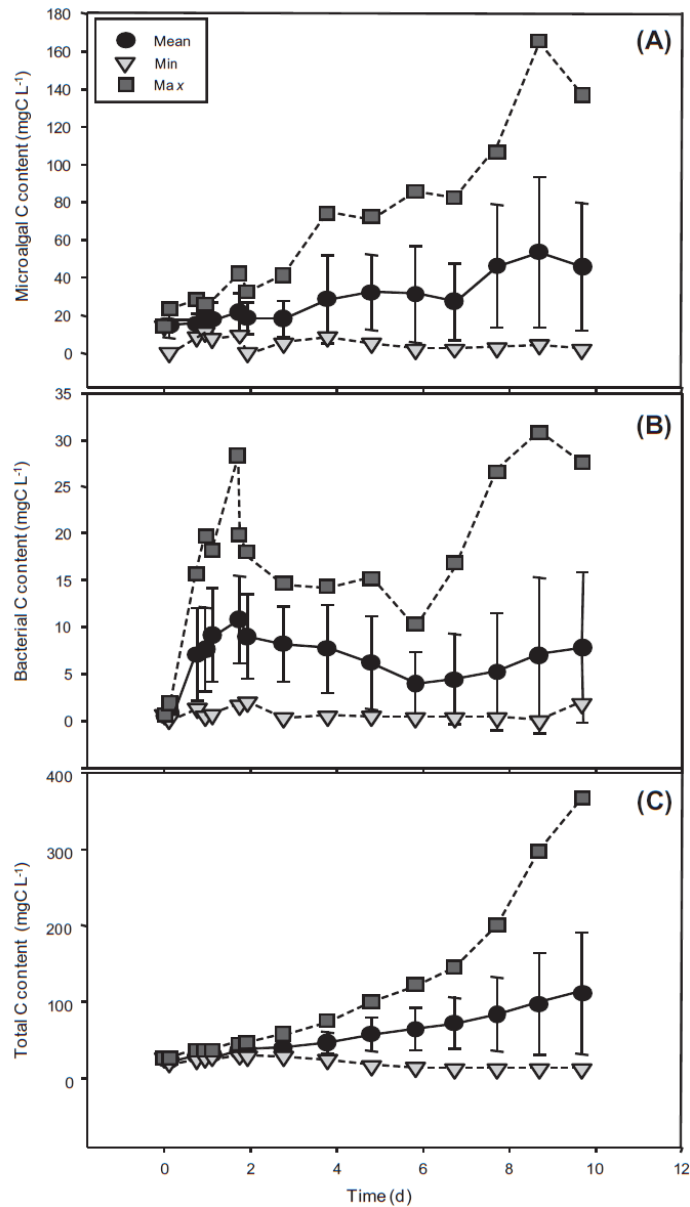 180
160
140
120
100
80
60
40
20
0
Microalgal C content (mgC L-1)
Mean
Min
Max
(A)
35
30
25
20
15
10
5
0
Bacterial C content (mgC L-1)
(B)
400
300
200
100
0
Total C content (mgC L-1)
(C)
0 2 4 6 8 10 12
Time (d)